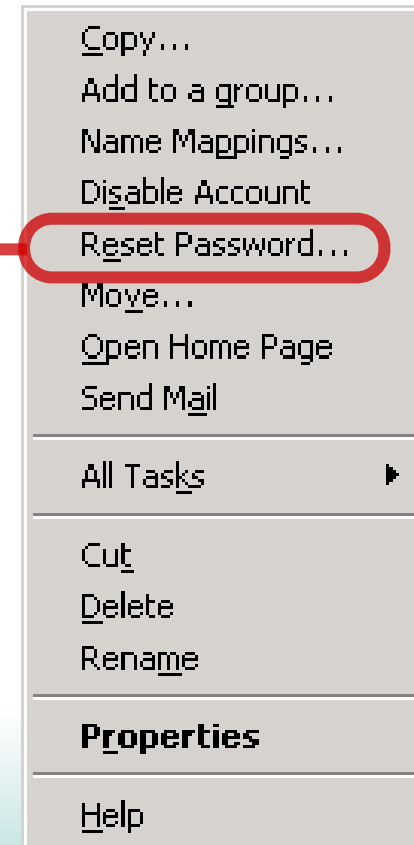 Copy...
Add to a group...
Name Mappings...
Disable Account
Reset Password...
Move...
Open Home Page
Send Mail
All Tasks
Cut
Delete
Rename
Properties
Help